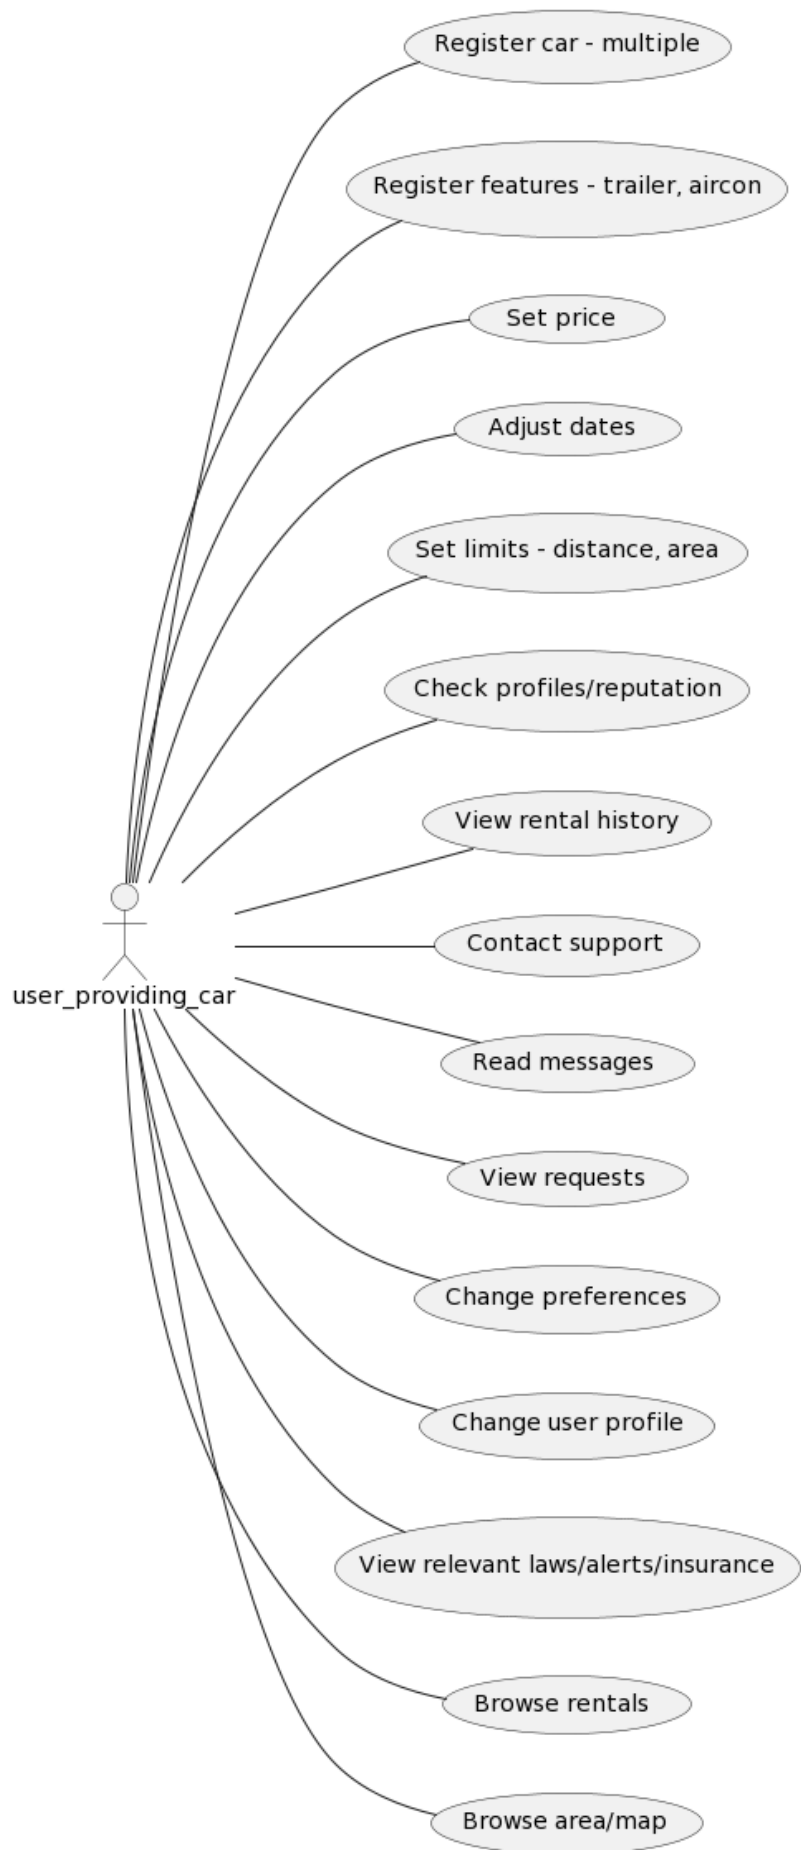 Register car - multiple
Register features - trailer, aircon
Set price
Adjust dates
Set limits - distance, area
Check profiles/reputation
View rental history
Contact support
user_providing_car
Read messages
View requests
Change preferences
Change user profile
View relevant laws/alerts/insurance
Browse rentals
Browse area/map